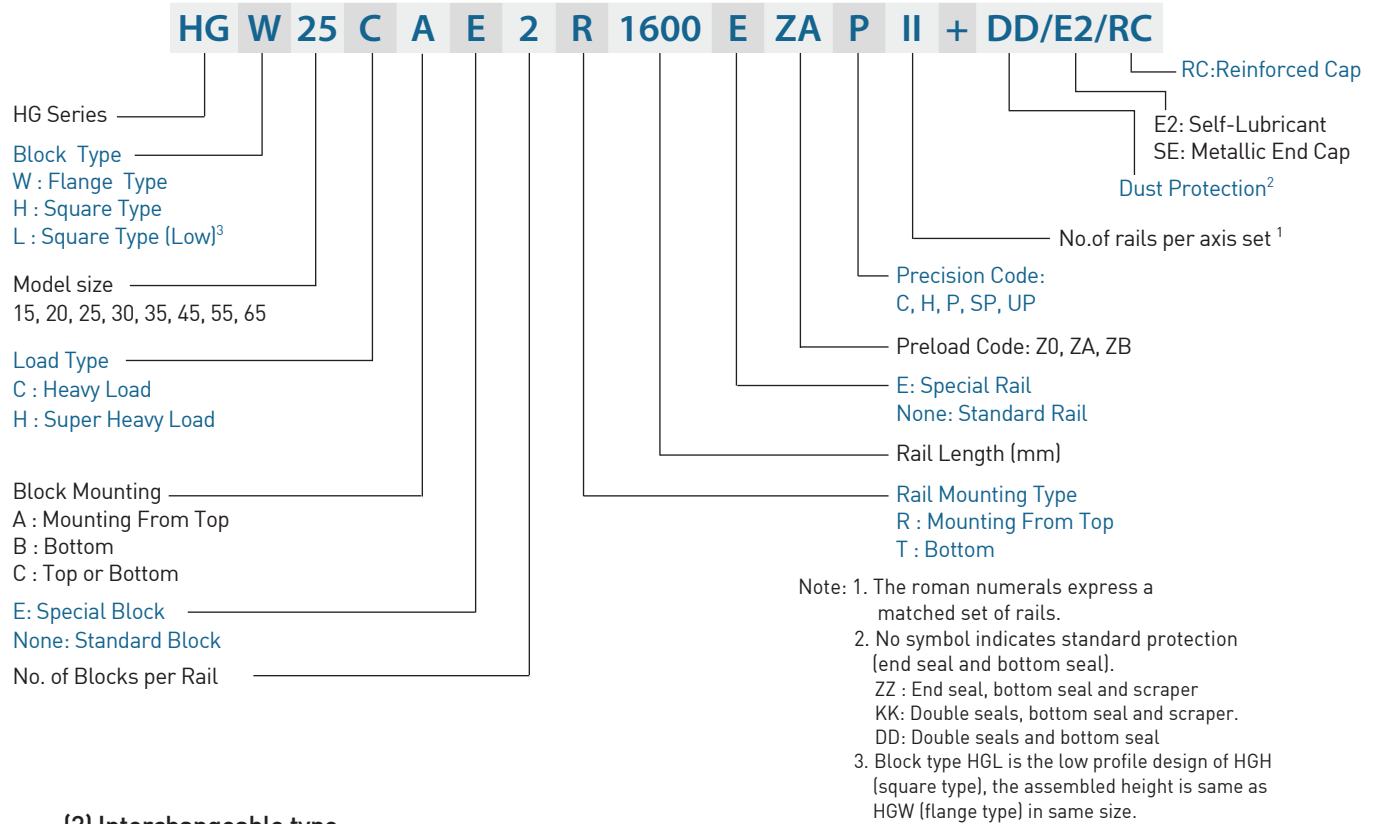 HG W 25 C A E 2 R 1600 E ZA P II + DD/E2/RC
RC:Reinforced Cap
E2: Self-Lubricant
SE: Metallic End Cap
Dust Protection2
No.of rails per axis set 1
Precision Code:
C, H, P, SP, UP
Preload Code: Z0, ZA, ZB
E: Special Rail
None: Standard Rail
Rail Length (mm)
Rail Mounting Type
R : Mounting From Top
T : Bottom
HG Series
Block Type
W : Flange Type
H : Square Type
L : Square Type (Low)3
Model size
15, 20, 25, 30, 35, 45, 55, 65
Load Type
C : Heavy Load
H : Super Heavy Load
Block Mounting
A : Mounting From Top
B : Bottom
C : Top or Bottom
E: Special Block
None: Standard Block
No. of Blocks per Rail
Note: 1. The roman numerals express a
matched set of rails.
2. No symbol indicates standard protection
(end seal and bottom seal).
ZZ : End seal, bottom seal and scraper
KK: Double seals, bottom seal and scraper.
DD: Double seals and bottom seal
3. Block type HGL is the low profile design of HGH
(square type), the assembled height is same as
HGW (flange type) in same size.
(2) Interchangeable type